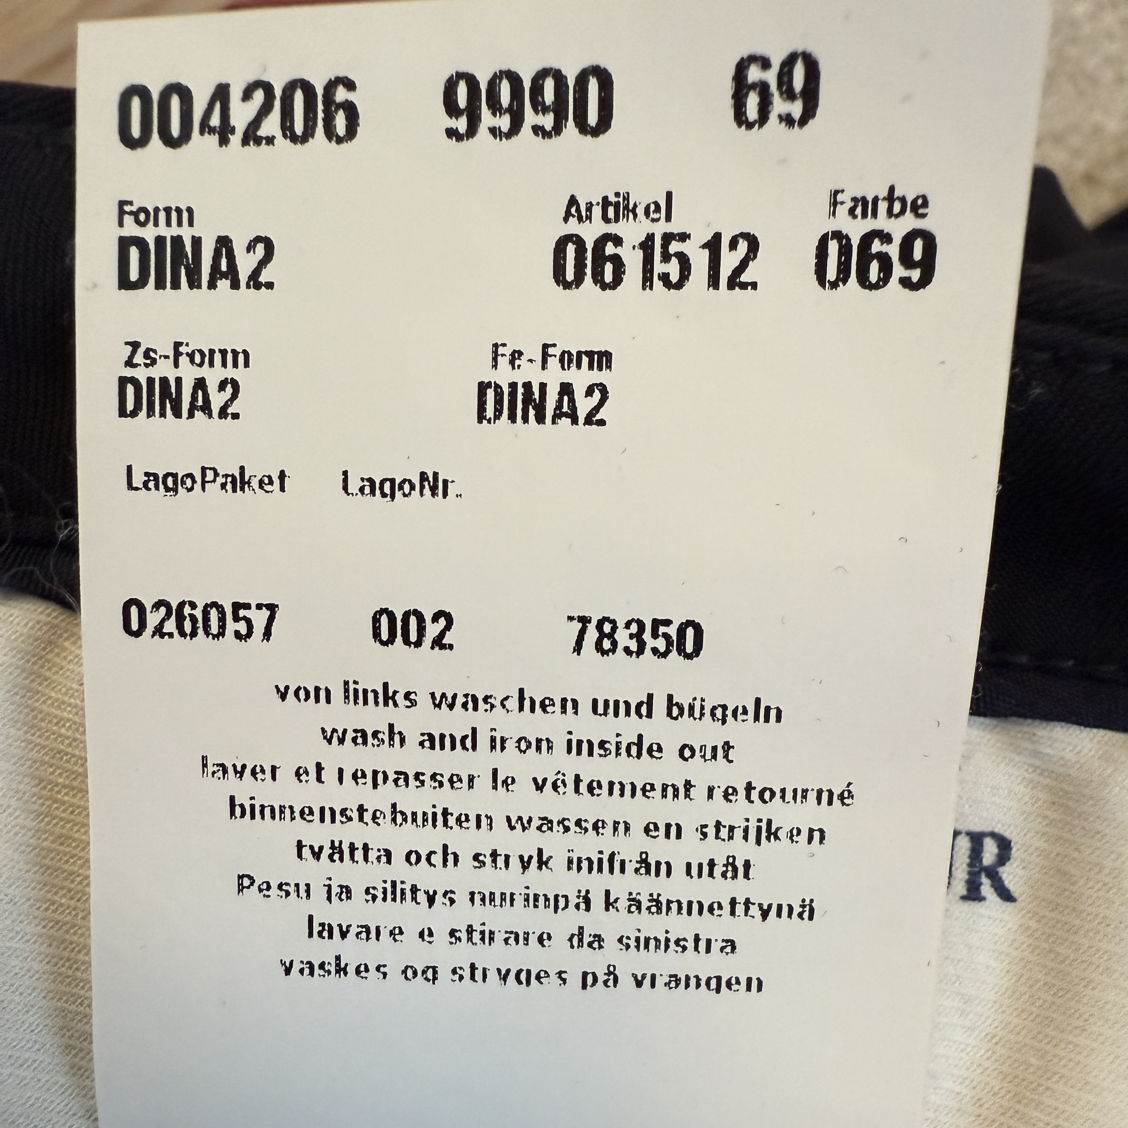 004206 9990 69
Form Artikel Farbe
DINA2 061512 069
Zs-Form Fe-Form
DINA2 DINA2
LagoPaket LagoNr.
026057 002 78350
von links waschen und bügeln
wash and iron inside out
laver et repasser le vêtement retourné
binnenstebuiten wassen en strijken
tvätta och stryk inifrån utåt
Pesu ja silitys nurinpä käännettynä
lavare e stirare da sinistra
vaskes og stryges på vrangen